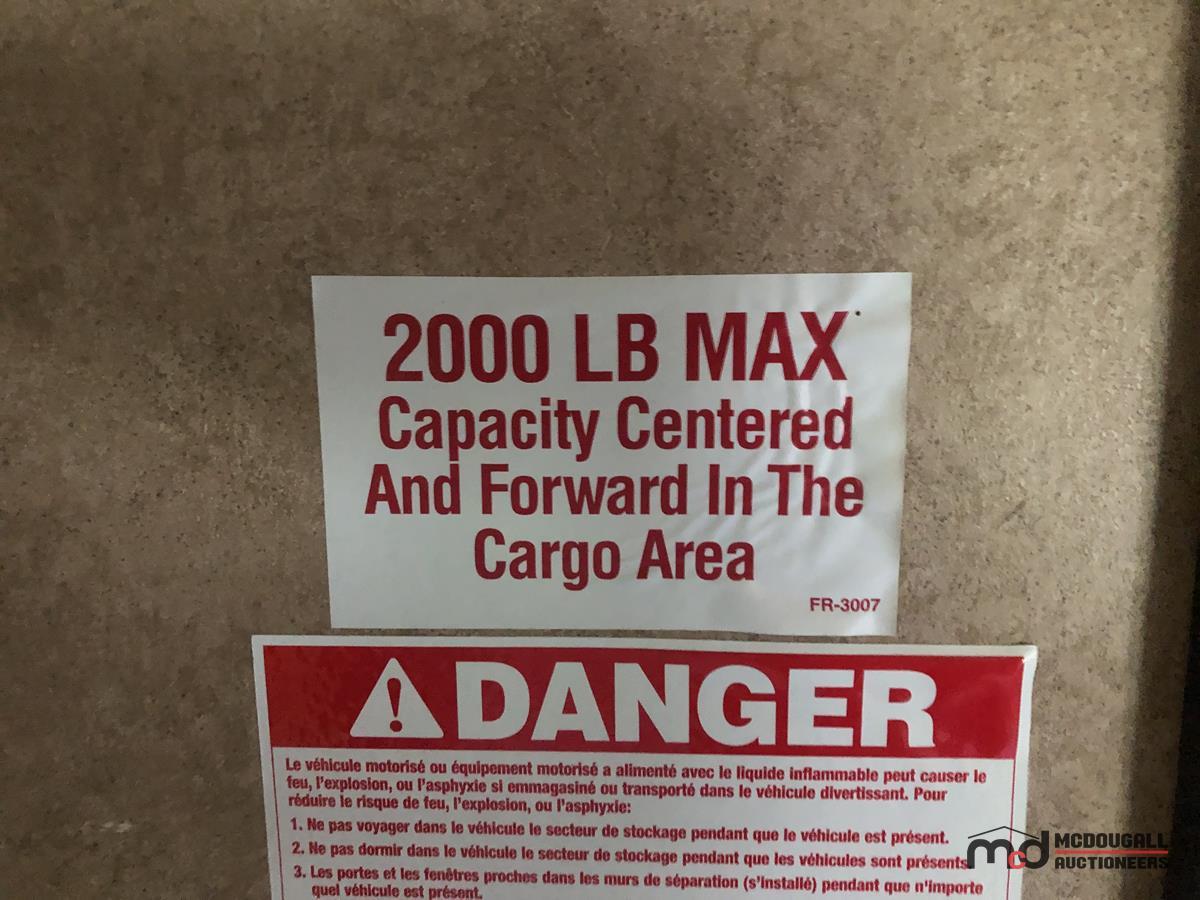 2000 LB MAX
Capacity Centered
And Forward In The
Cargo Area
FR-3007
DANGER
Le véhicule motorisé ou équipement motorisé a alimenté avec le liquide inflammable peut causer le
feu, l'explosion, ou l'asphyxie si emmagasiné ou transporté dans le véhicule divertissant. Pour
réduire le risque de feu, l'explosion, ou l'asphyxie:
1. Ne pas voyager dans le véhicule le secteur de stockage pendant que le véhicule est présent.
2. Ne pas dormir dans le véhicule le secteur de stockage pendant que les véhicules sont présents.
3. Les portes et les fenêtres proches dans les murs de séparation (s'installé) pendant que n'importe
quel véhicule est présent.
mcd MCDOUGALL
AUCTIONEERS